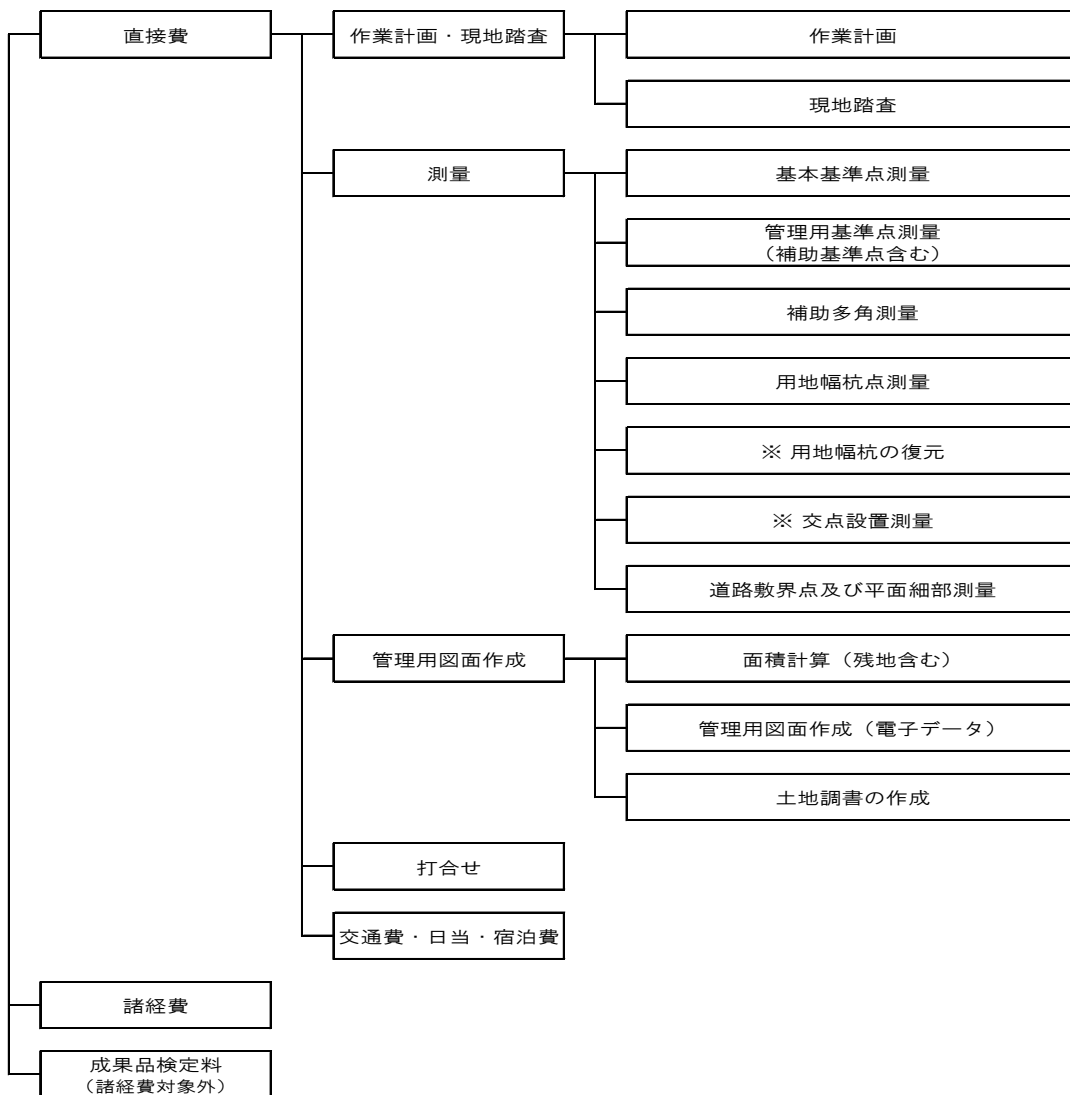 直接費
作業計画・現地踏査
作業計画
現地踏査
測量
基本基準点測量
管理用基準点測量
（補助基準点含む）
補助多角測量
用地幅杭点測量
※ 用地幅杭の復元
※ 交点設置測量
道路敷界点及び平面細部測量
管理用図面作成
面積計算（残地含む）
管理用図面作成（電子データ）
土地調書の作成
打合せ
交通費・日当・宿泊費
諸経費
成果品検定料
（諸経費対象外）